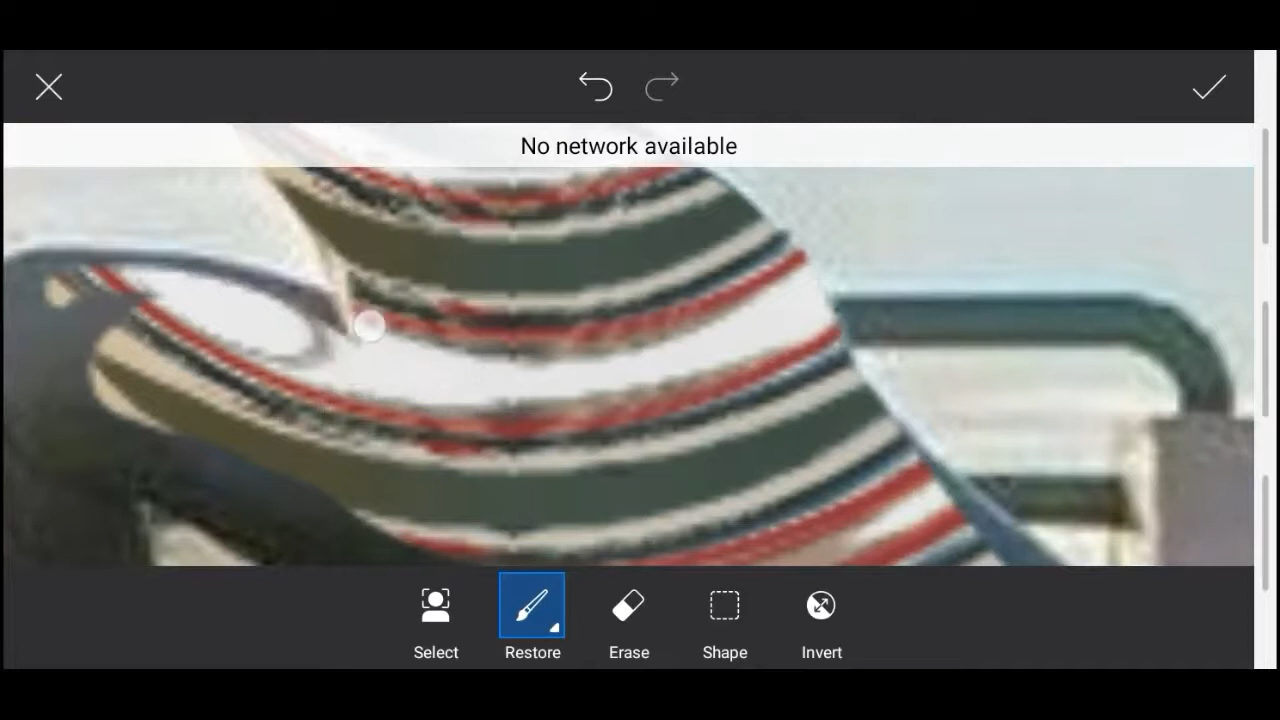 No network available
Select
Restore
Erase
Shape
Invert